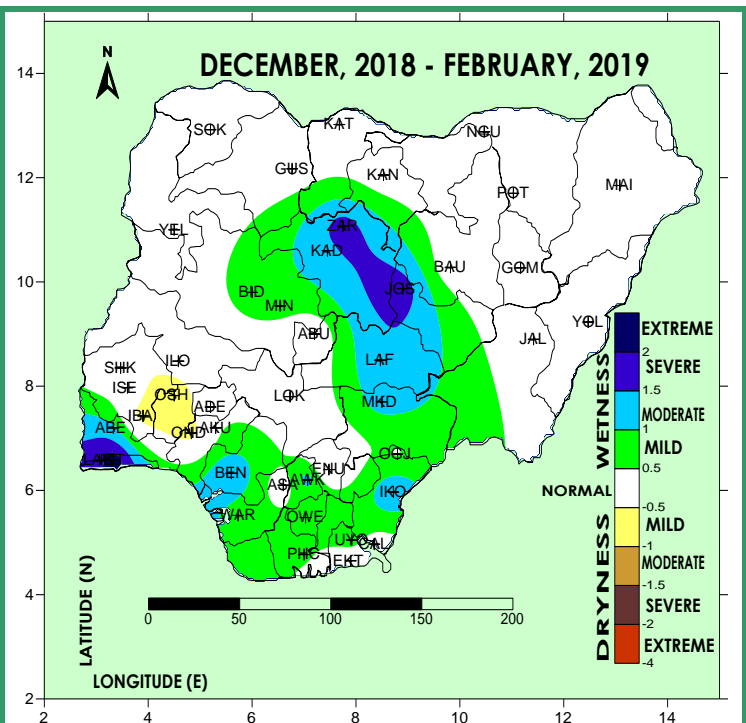 DECEMBER, 2018 - FEBRUARY, 2019
N
14
12
10
8
6
4
2
SOK
KAT
NGU
GUS
KAN
POT
MAI
YEL
ZAR
KAD
BAU
GOM
BID
MIN
JOS
ABU
YOL
JAL
SHK
ILO
LAF
ISE
OSH
LOK
MKD
IBA
ADE
ABE
OND
AKU
OGJ
BEN
ENU
ASA
AWK
IKO
WAR
OWE
UYO
CAL
PHC
EKT
WETNESS
EXTREME
2
SEVERE
1.5
MODERATE
1
MILD
0.5
NORMAL
-0.5
DRYNESS
MILD
-1
MODERATE
-1.5
SEVERE
-2
EXTREME
-4
0 50 100 150 200
LATITUDE (N)
LONGITUDE (E)
2 4 6 8 10 12 14